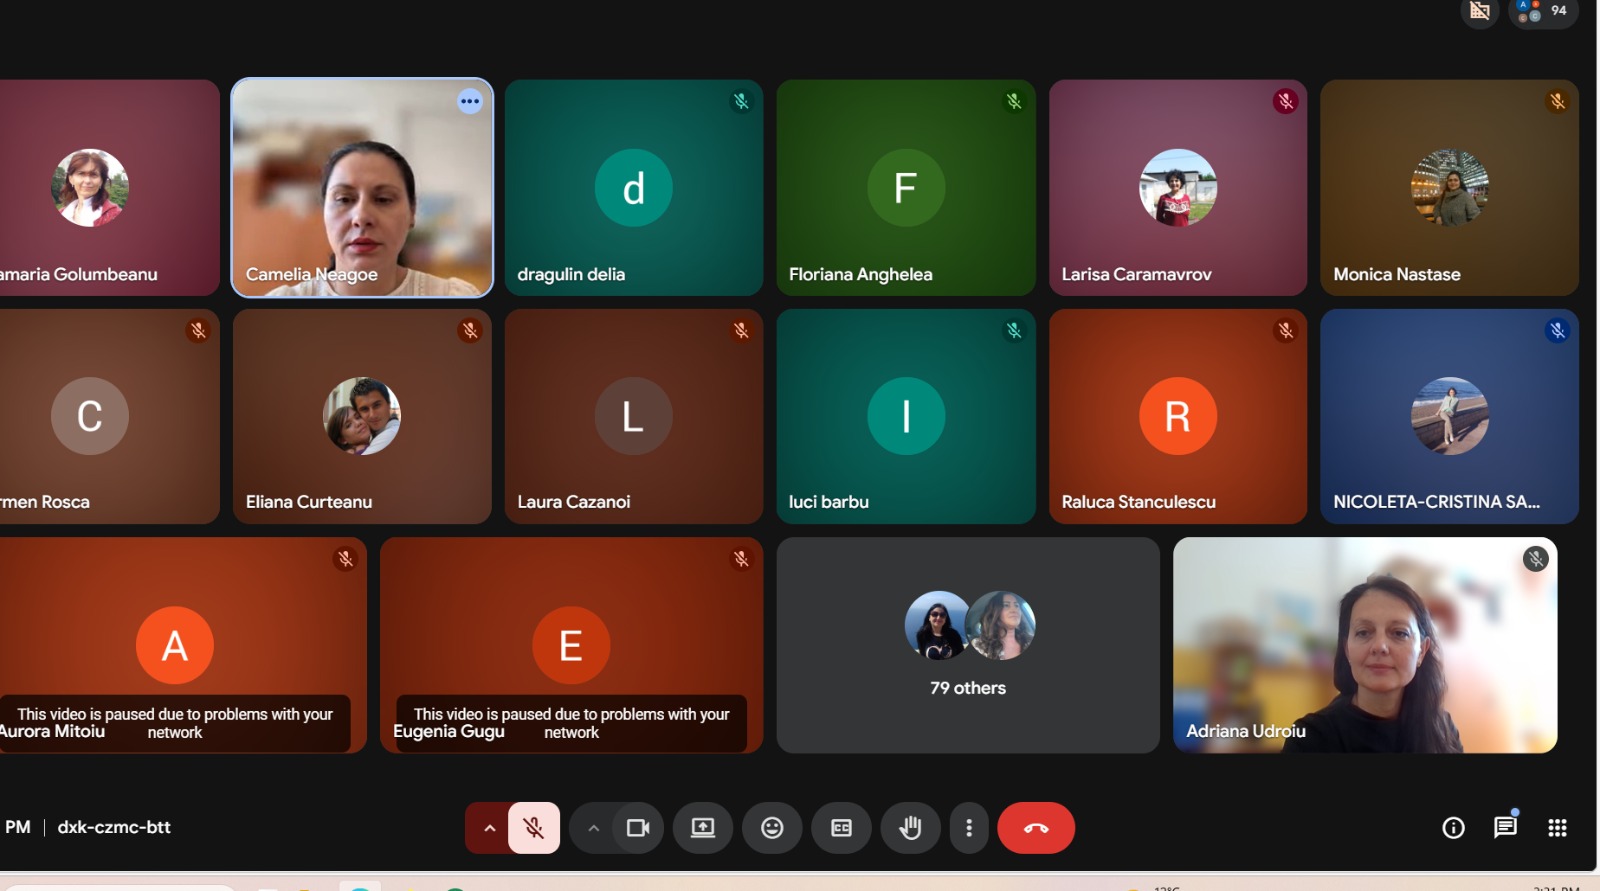 94
amaria Golumbeanu
Camelia Neagoe
d
dragulin delia
F
Floriana Anghelea
Larisa Caramavrov
Monica Nastase
C
rmen Rosca
Eliana Curteanu
L
Laura Cazanoi
l
luci barbu
R
Raluca Stanculescu
NICOLETA-CRISTINA SA...
A
This video is paused due to problems with your
network
Aurora Mitoiu
E
This video is paused due to problems with your
network
Eugenia Gugu
79 others
Adriana Udroiu
PM | dxk-czmc-btt
CC